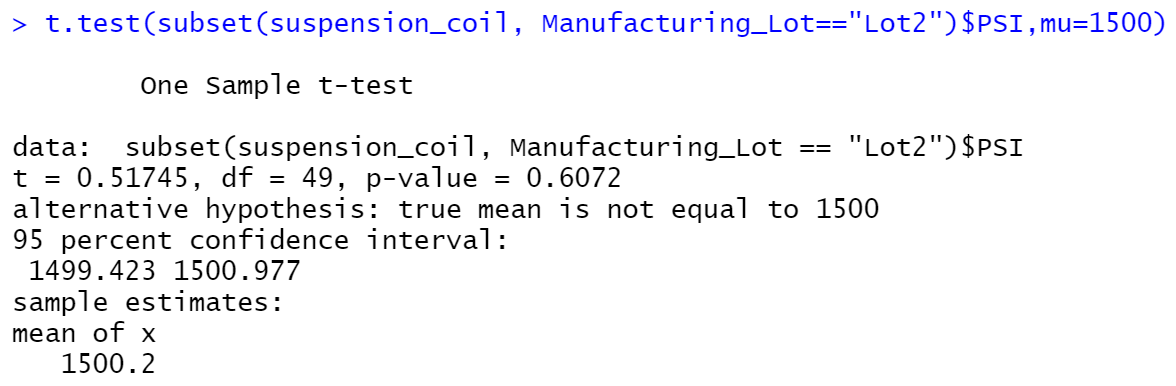 > t.test(subset(suspension_coil, Manufacturing_Lot=="Lot2")$PSI,mu=1500)
One Sample t-test
data:  subset(suspension_coil, Manufacturing_Lot == "Lot2")$PSI
t = 0.51745, df = 49, p-value = 0.6072
alternative hypothesis: true mean is not equal to 1500
95 percent confidence interval:
 1499.423 1500.977
sample estimates:
mean of x
   1500.2